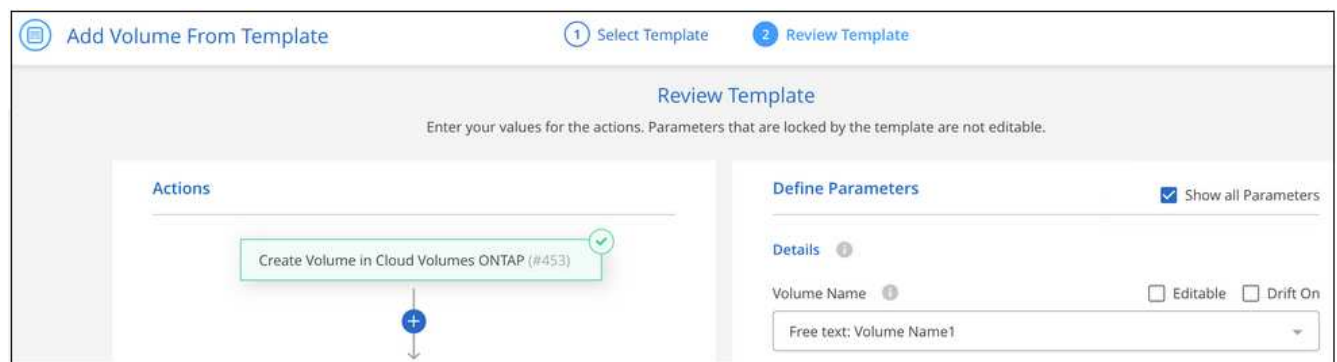 Add Volume From Template
1 Select Template
2 Review Template
Review Template
Enter your values for the actions. Parameters that are locked by the template are not editable.
Actions
Create Volume in Cloud Volumes ONTAP (#453)
Define Parameters
Show all Parameters
Details
Volume Name
Editable
Drift On
Free text: Volume Name1